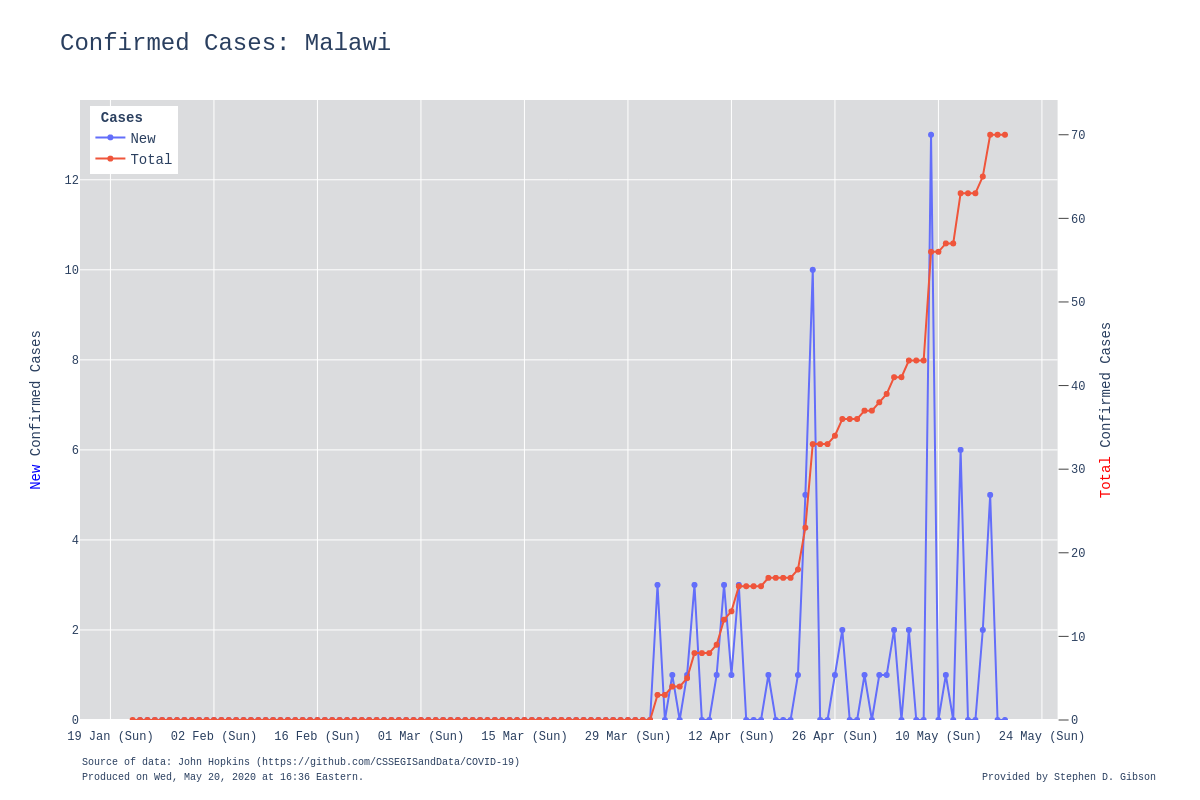 Confirmed Cases: Malawi
Cases
New
Total
12
10
8
6
4
2
0
New Confirmed Cases
70
60
50
40
30
20
10
0
Total Confirmed Cases
19 Jan (Sun) 02 Feb (Sun) 16 Feb (Sun) 01 Mar (Sun) 15 Mar (Sun) 29 Mar (Sun) 12 Apr (Sun) 26 Apr (Sun) 10 May (Sun) 24 May (Sun)
Source of data: John Hopkins (https://github.com/CSSEGISandData/COVID-19)
Produced on Wed, May 20, 2020 at 16:36 Eastern.
Provided by Stephen D. Gibson